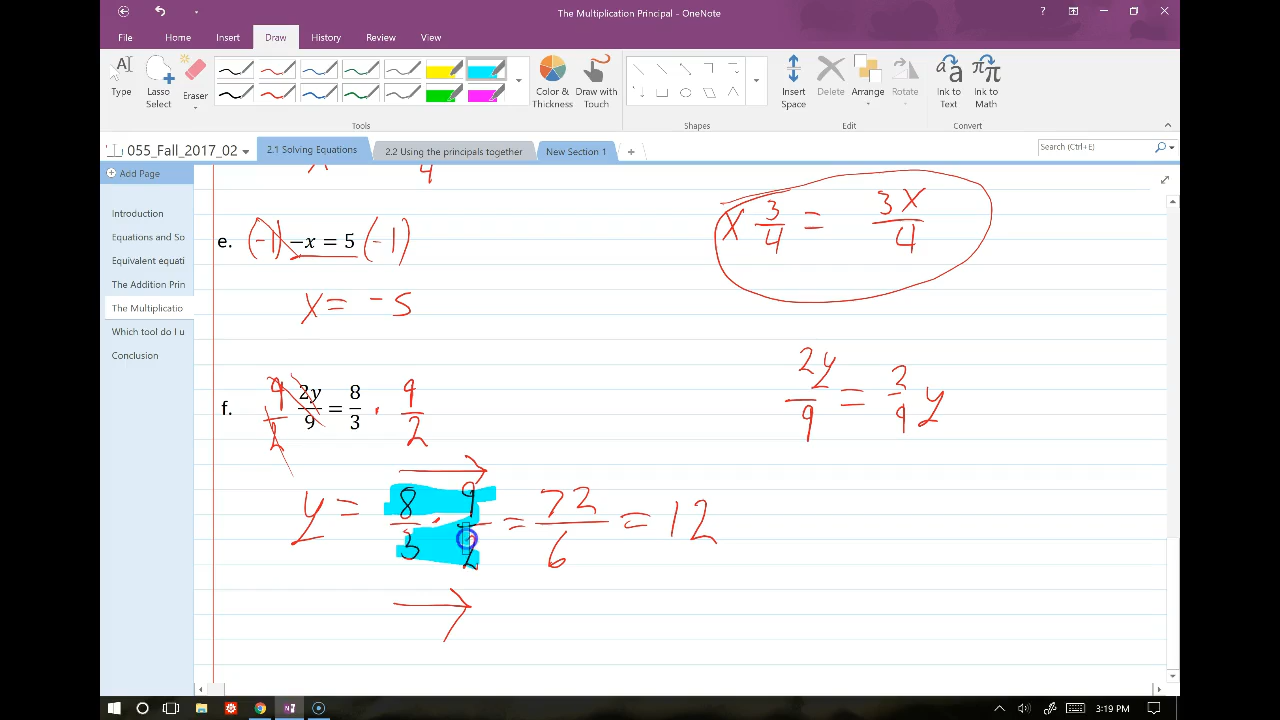 The Multiplication Principal - OneNote
?
File Home Insert Draw History Review View
Type
Lasso Select
Eraser
Color & Thickness
Draw with Touch
Insert Space
Delete
Arrange
Rotate
Ink to Text
Ink to Math
Tools
Shapes
Edit
Convert
055_Fall_2017_02
2.1 Solving Equations
2.2 Using the principals together
New Section 1
+
Search (Ctrl+E)
Add Page
Introduction
Equations and So
Equivalent equati
The Addition Prin
The Multiplicatio
Which tool do I u
Conclusion
x
4
e. (-1) -x = 5 (-1)
x = -5
x 3/4 = 3x/4
f. 9/2 2y/9 = 8/3 · 9/2
2y/9 = 2/9 y
y = 8/3 · 9/2 = 72/6 = 12
3:19 PM